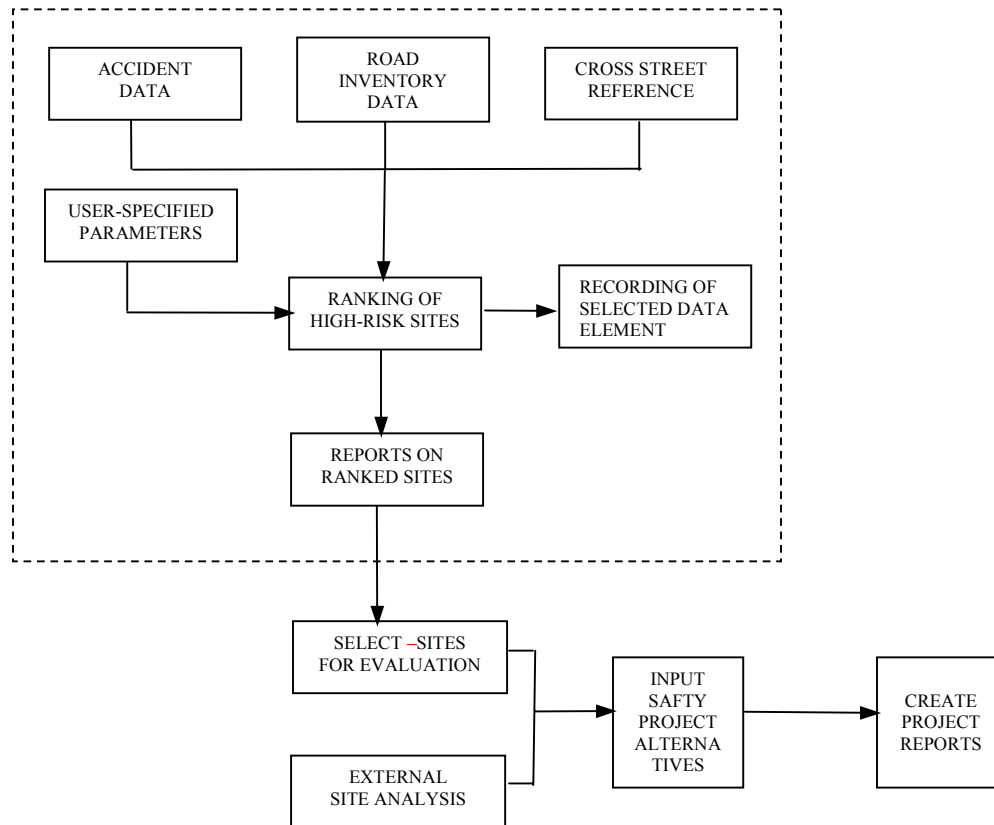 ACCIDENT
DATA
ROAD
INVENTORY
DATA
CROSS STREET
REFERENCE
USER-SPECIFIED
PARAMETERS
RANKING OF
HIGH-RISK SITES
RECORDING OF
SELECTED DATA
ELEMENT
REPORTS ON
RANKED SITES
SELECT –SITES
FOR EVALUATION
EXTERNAL
SITE ANALYSIS
INPUT
SAFTY
PROJECT
ALTERNA
TIVES
CREATE
PROJECT
REPORTS